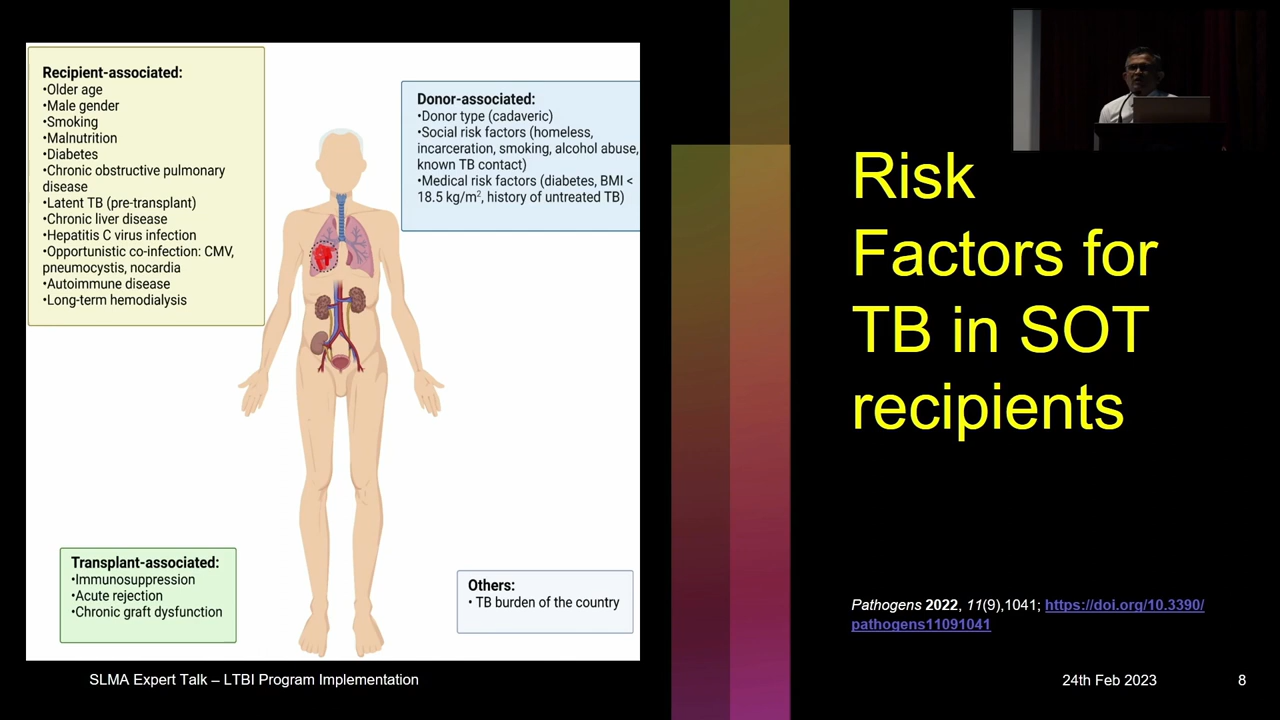 Recipient-associated:
•Older age
•Male gender
•Smoking
•Malnutrition
•Diabetes
•Chronic obstructive pulmonary
disease
•Latent TB (pre-transplant)
•Chronic liver disease
•Hepatitis C virus infection
•Opportunistic co-infection: CMV,
pneumocystis, nocardia
•Autoimmune disease
•Long-term hemodialysis
Donor-associated:
•Donor type (cadaveric)
•Social risk factors (homeless,
incarceration, smoking, alcohol abuse,
known TB contact)
•Medical risk factors (diabetes, BMI <
18.5 kg/m², history of untreated TB)
Transplant-associated:
•Immunosuppression
•Acute rejection
•Chronic graft dysfunction
Others:
• TB burden of the country
Risk
Factors for
TB in SOT
recipients
Pathogens 2022, 11(9),1041; https://doi.org/10.3390/
pathogens11091041
SLMA Expert Talk – LTBI Program Implementation
24th Feb 2023
8